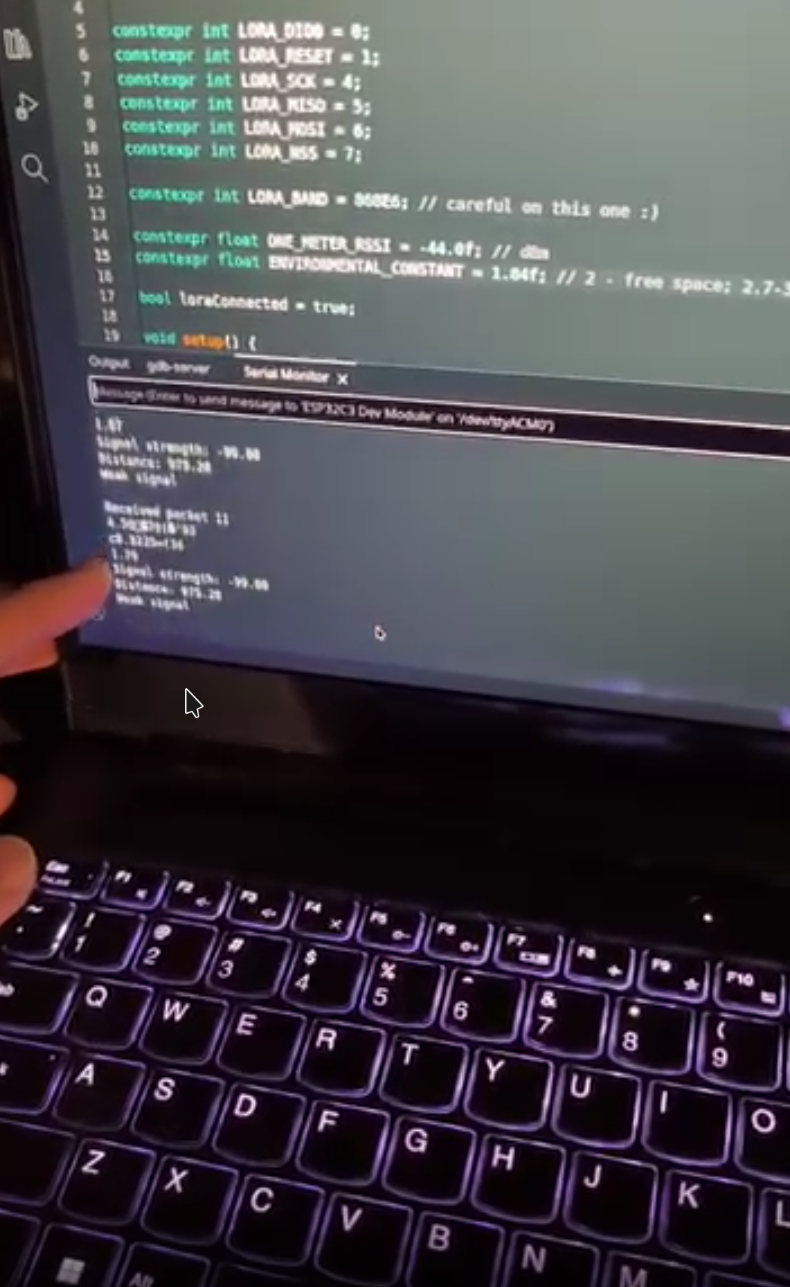 4
5 constexpr int LORA_DIO0 = 0;
6 constexpr int LORA_RESET = 1;
7 constexpr int LORA_SCK = 4;
8 constexpr int LORA_MISO = 5;
9 constexpr int LORA_MOSI = 6;
10 constexpr int LORA_NSS = 7;
11
12 constexpr int LORA_BAND = 868E6; // careful on this one :)
13
14 constexpr float ONE_METER_RSSI = -44.0f; // dBm
15 constexpr float ENVIRONMENTAL_CONSTANT = 1.84f; // 2 - free space; 2.7-3
16
17 bool loraConnected = true;
18
19 void setup() {
Output gdb-server Serial Monitor X
Message (Enter to send message to 'ESP32C3 Dev Module' on '/dev/ttyACM0')
Signal strength: -99.00
Distance: 975.20
Weak signal
Received packet 11
1.79
Signal strength: -99.00
Distance: 975.20
Weak signal
Esc F1 F2 F3 F4 F5 F6 F7 F8 F9 F10
~ ! 1 @ 2 # 3 $ 4 % 5 ^ 6 & 7 * 8 ( 9
Q W E R T Y U I O
A S D F G H J K L
Z X C V B N M
Alt